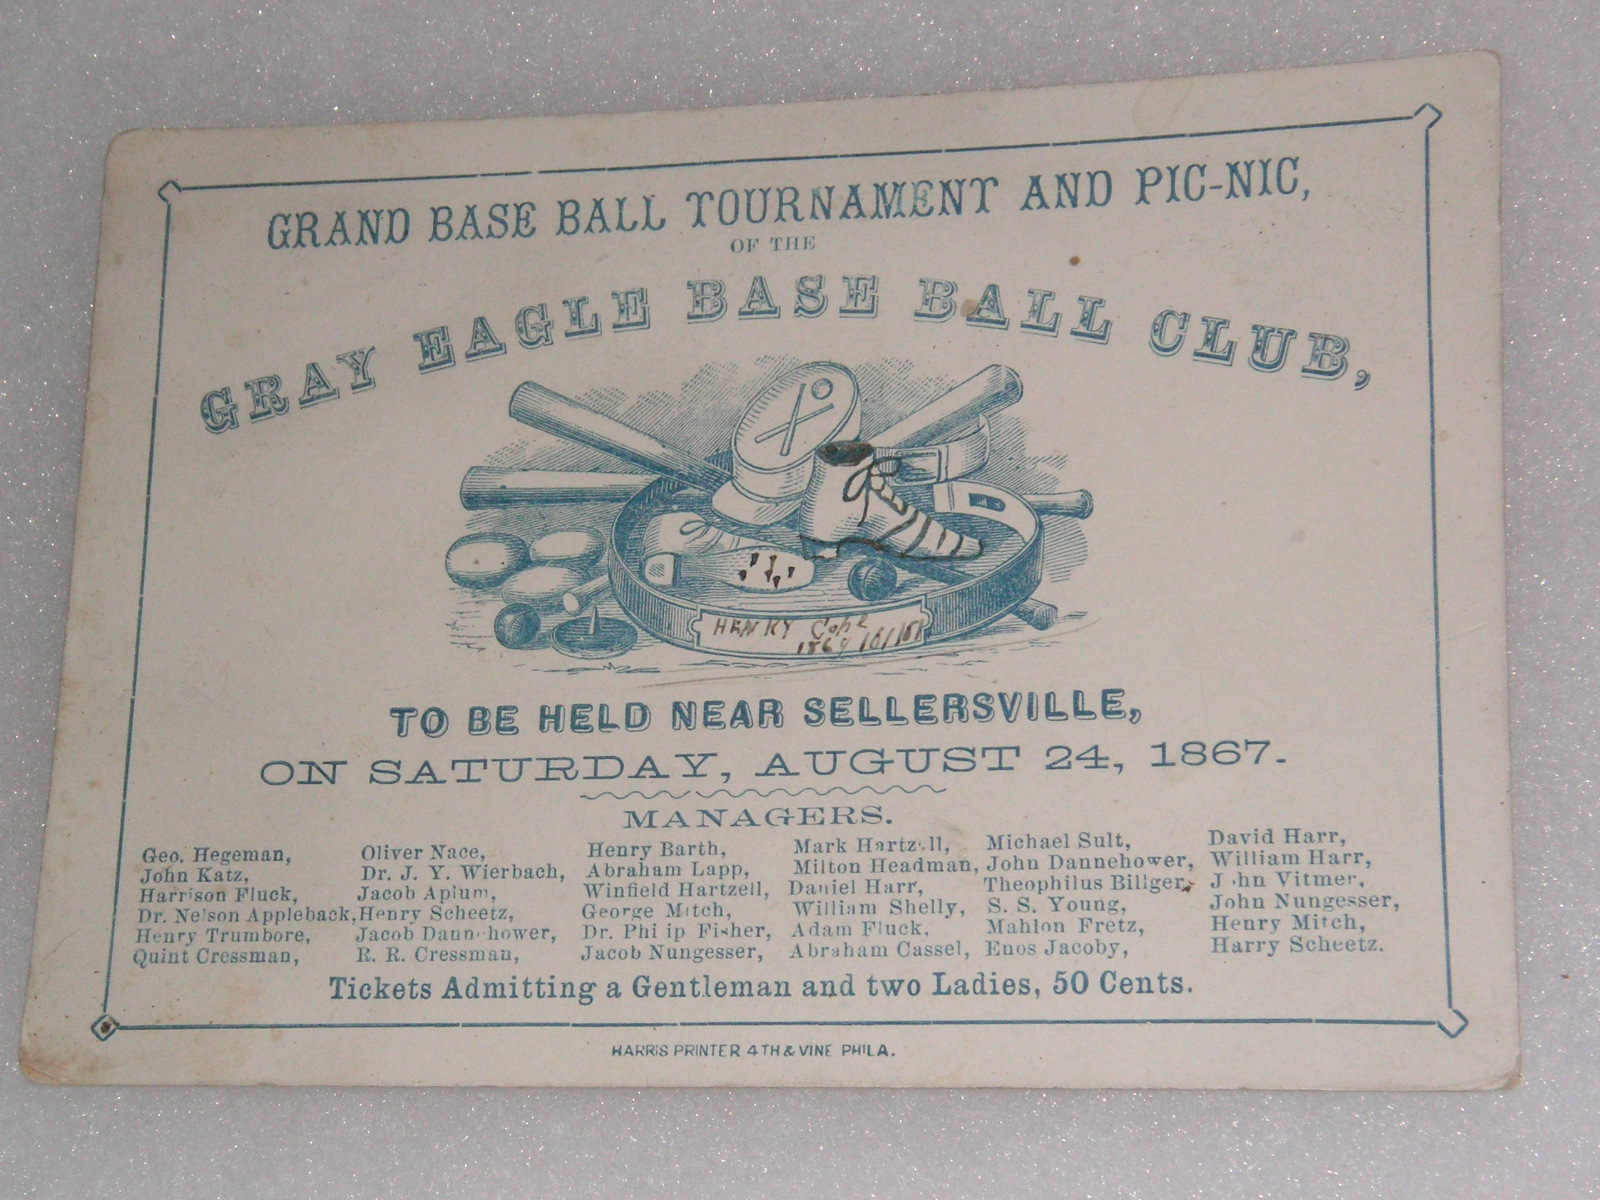 GRAND BASE BALL TOURNAMENT AND PIC-NIC,
OF THE
GRAY EAGLE BASE BALL CLUB,
HENRY
TO BE HELD NEAR SELLERSVILLE,
ON SATURDAY, AUGUST 24, 1867.
MANAGERS.
Geo. Hegeman,
John Katz,
Harrison Fluck,
Dr. Nelson Appleback,
Henry Trumbore,
Quint Cressman,
Oliver Nace,
Dr. J. Y. Wierbach,
Jacob Aplum,
Henry Scheetz,
Jacob Dannehower,
R. R. Cressman,
Henry Barth,
Abraham Lapp,
Winfield Hartzell,
George Mitch,
Dr. Philip Fisher,
Jacob Nungesser,
Mark Hartzell,
Milton Headman,
Daniel Harr,
William Shelly,
Adam Fluck,
Abraham Cassel,
Michael Sult,
John Dannehower,
Theophilus Billger,
S. S. Young,
Mahlon Fretz,
Enos Jacoby,
David Harr,
William Harr,
John Vitmer,
John Nungesser,
Henry Mitch,
Harry Scheetz.
Tickets Admitting a Gentleman and two Ladies, 50 Cents.
HARRIS PRINTER 4TH & VINE PHILA.